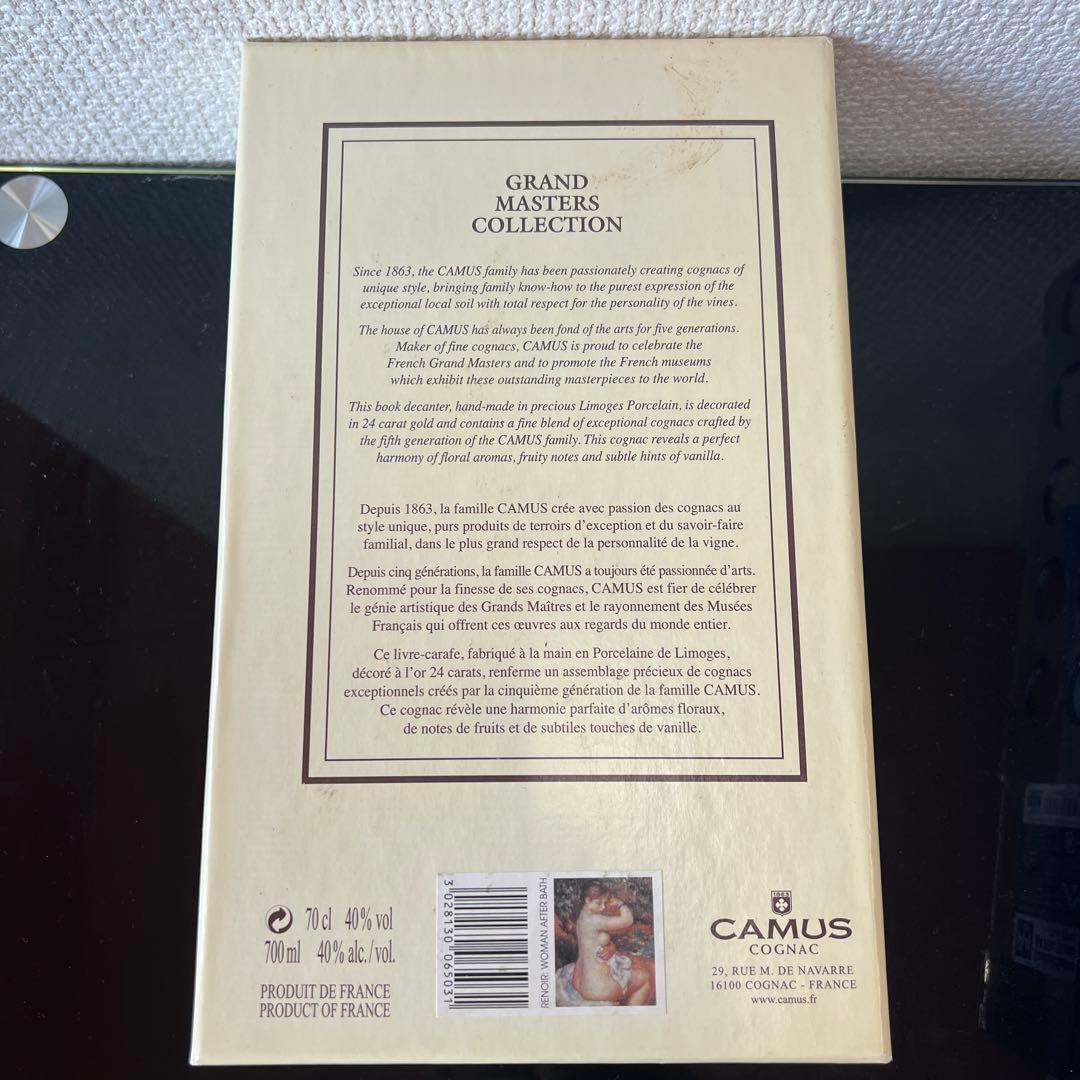 GRAND
MASTERS
COLLECTION
Since 1863, the CAMUS family has been passionately creating cognacs of
unique style, bringing family know-how to the purest expression of the
exceptional local soil with total respect for the personality of the vines.
The house of CAMUS has always been fond of the arts for five generations.
Maker of fine cognacs, CAMUS is proud to celebrate the
French Grand Masters and to promote the French museums
which exhibit these outstanding masterpieces to the world.
This book decanter, hand-made in precious Limoges Porcelain, is decorated
in 24 carat gold and contains a fine blend of exceptional cognacs crafted by
the fifth generation of the CAMUS family. This cognac reveals a perfect
harmony of floral aromas, fruity notes and subtle hints of vanilla.
Depuis 1863, la famille CAMUS crée avec passion des cognacs au
style unique, purs produits de terroirs d'exception et du savoir-faire
familial, dans le plus grand respect de la personnalité de la vigne.
Depuis cinq générations, la famille CAMUS a toujours été passionnée d'arts.
Renommé pour la finesse de ses cognacs, CAMUS est fier de célébrer
le génie artistique des Grands Maîtres et le rayonnement des Musées
Français qui offrent ces œuvres aux regards du monde entier.
Ce livre-carafe, fabriqué à la main en Porcelaine de Limoges,
décoré à l'or 24 carats, renferme un assemblage précieux de cognacs
exceptionnels créés par la cinquième génération de la famille CAMUS.
Ce cognac révèle une harmonie parfaite d'arômes floraux,
de notes de fruits et de subtiles touches de vanille.
70 cl 40% vol
700 ml 40% alc./vol.
PRODUIT DE FRANCE
PRODUCT OF FRANCE
3 028130 065031
RENOIR: WOMAN AFTER BATH
1863
CAMUS
COGNAC
29, RUE M. DE NAVARRE
16100 COGNAC - FRANCE
www.camus.fr